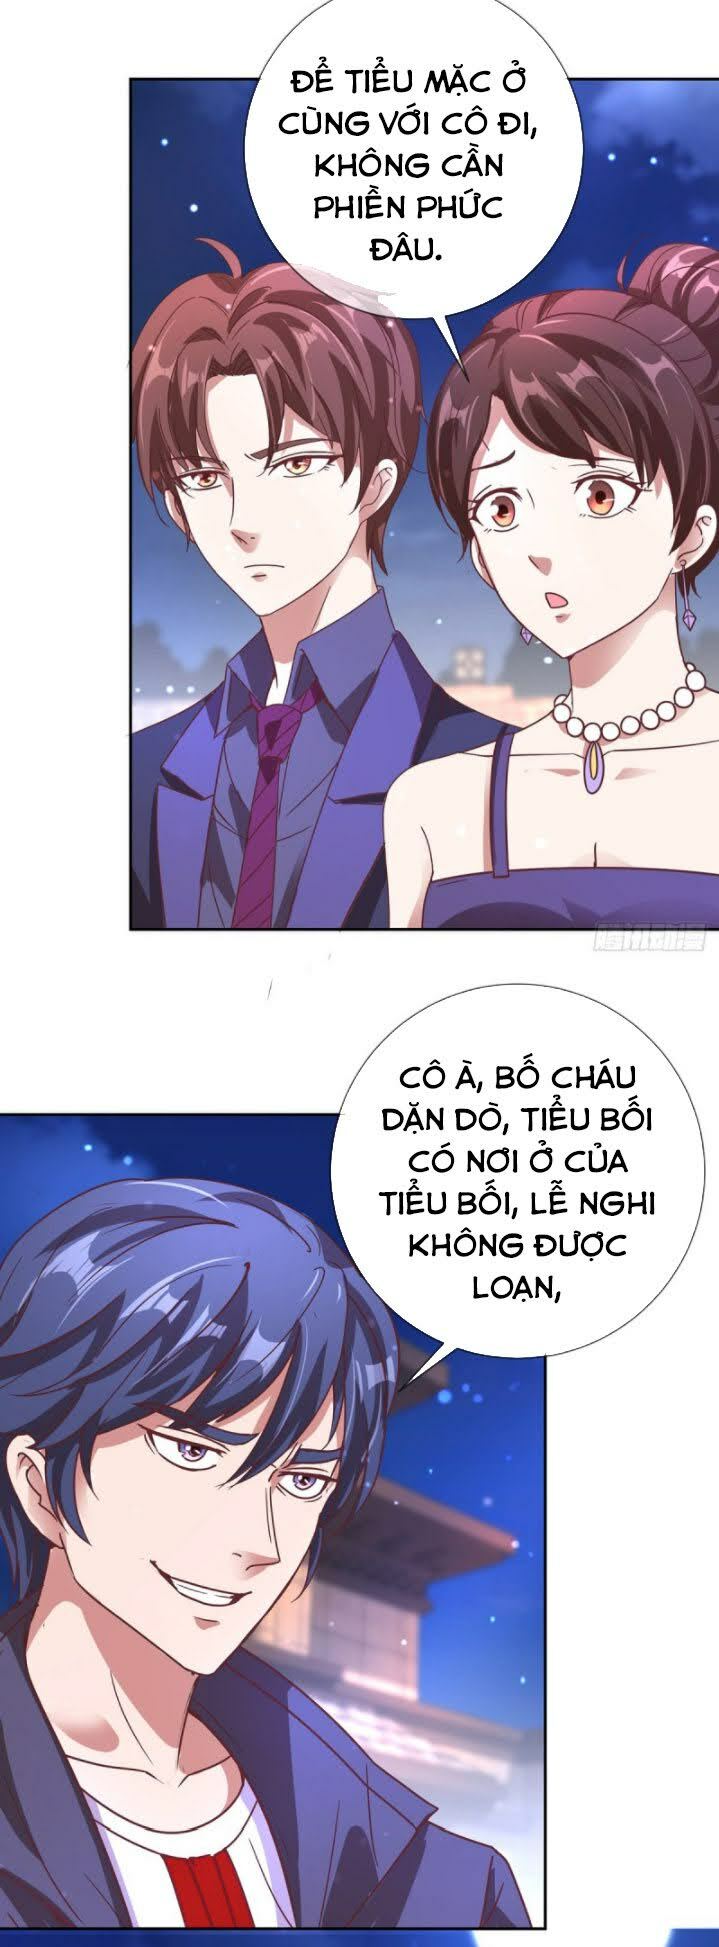 ĐỂ TIỂU MẶC Ở
CÙNG VỚI CÔ ĐI,
KHÔNG CẦN
PHIỀN PHỨC
ĐÂU.
CÔ À, BỐ CHÁU
DẶN DÒ, TIỂU BỐI
CÓ NƠI Ở CỦA
TIỂU BỐI, LỄ NGHI
KHÔNG ĐƯỢC
LOẠN,